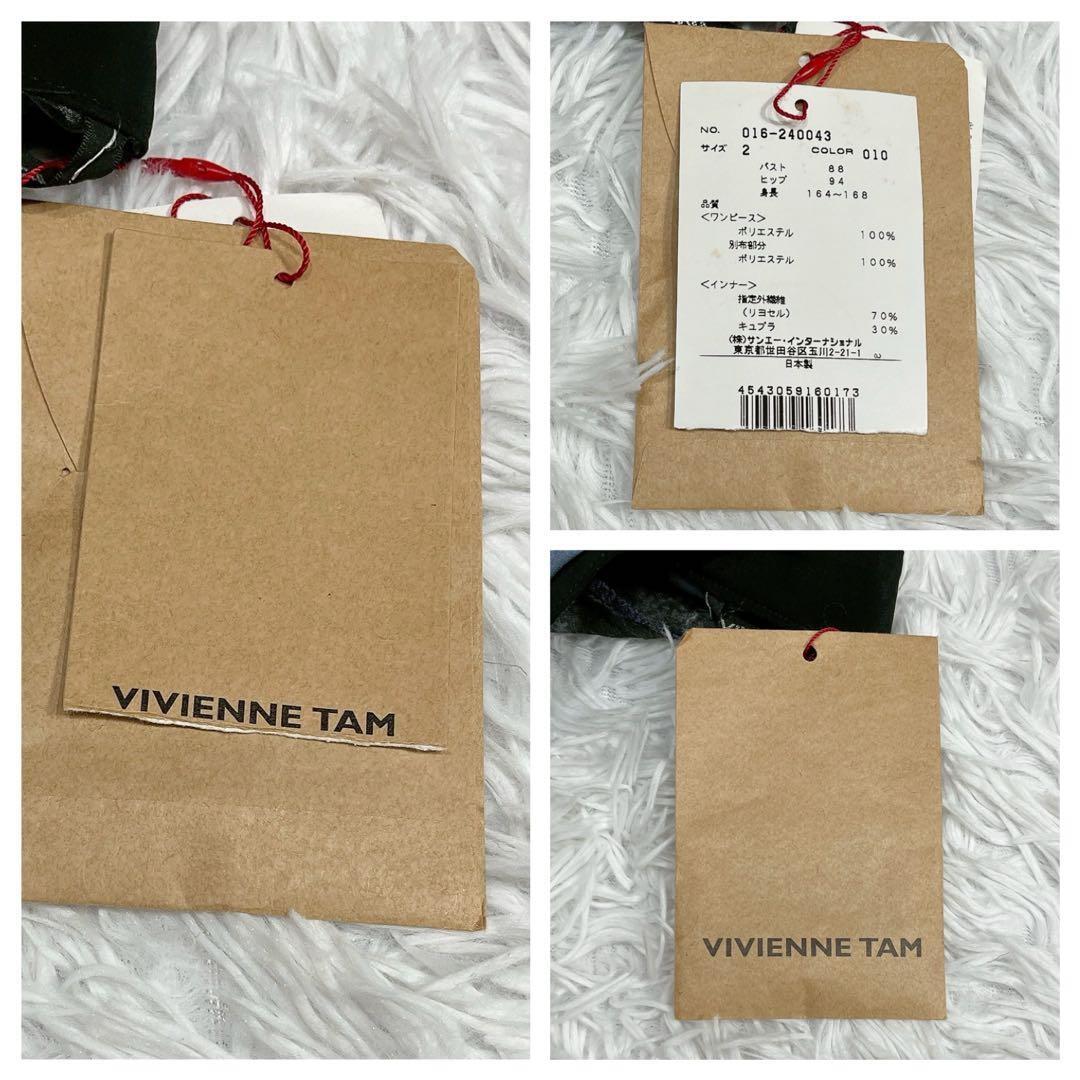 VIVIENNE TAM
NO. 016-240043
サイズ 2 COLOR 010
バスト 88
ヒップ 94
身長 164～168
品質
＜ワンピース＞
ポリエステル 100%
別布部分
ポリエステル 100%
＜インナー＞
指定外繊維
（リヨセル） 70%
キュプラ 30%
(株)サンエー・インターナショナル
東京都世田谷区玉川2-21-1
日本製
4543059160173
VIVIENNE TAM